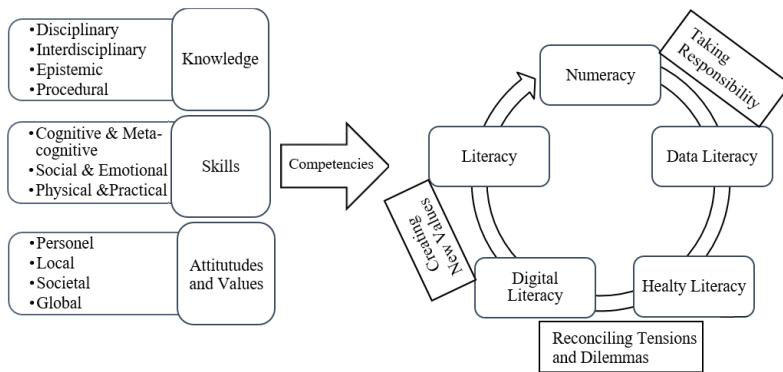 •Disciplinary
•Interdisciplinary
•Epistemic
•Procedural
Knowledge
•Cognitive & Meta-
cognitive
•Social & Emotional
•Physical &Practical
Skills
•Personel
•Local
•Societal
•Global
Attitutudes
and Values
Competencies
Numeracy
Taking
Responsibility
Data Literacy
Healty Literacy
Reconciling Tensions
and Dilemmas
Digital
Literacy
Creating
New Values
Literacy